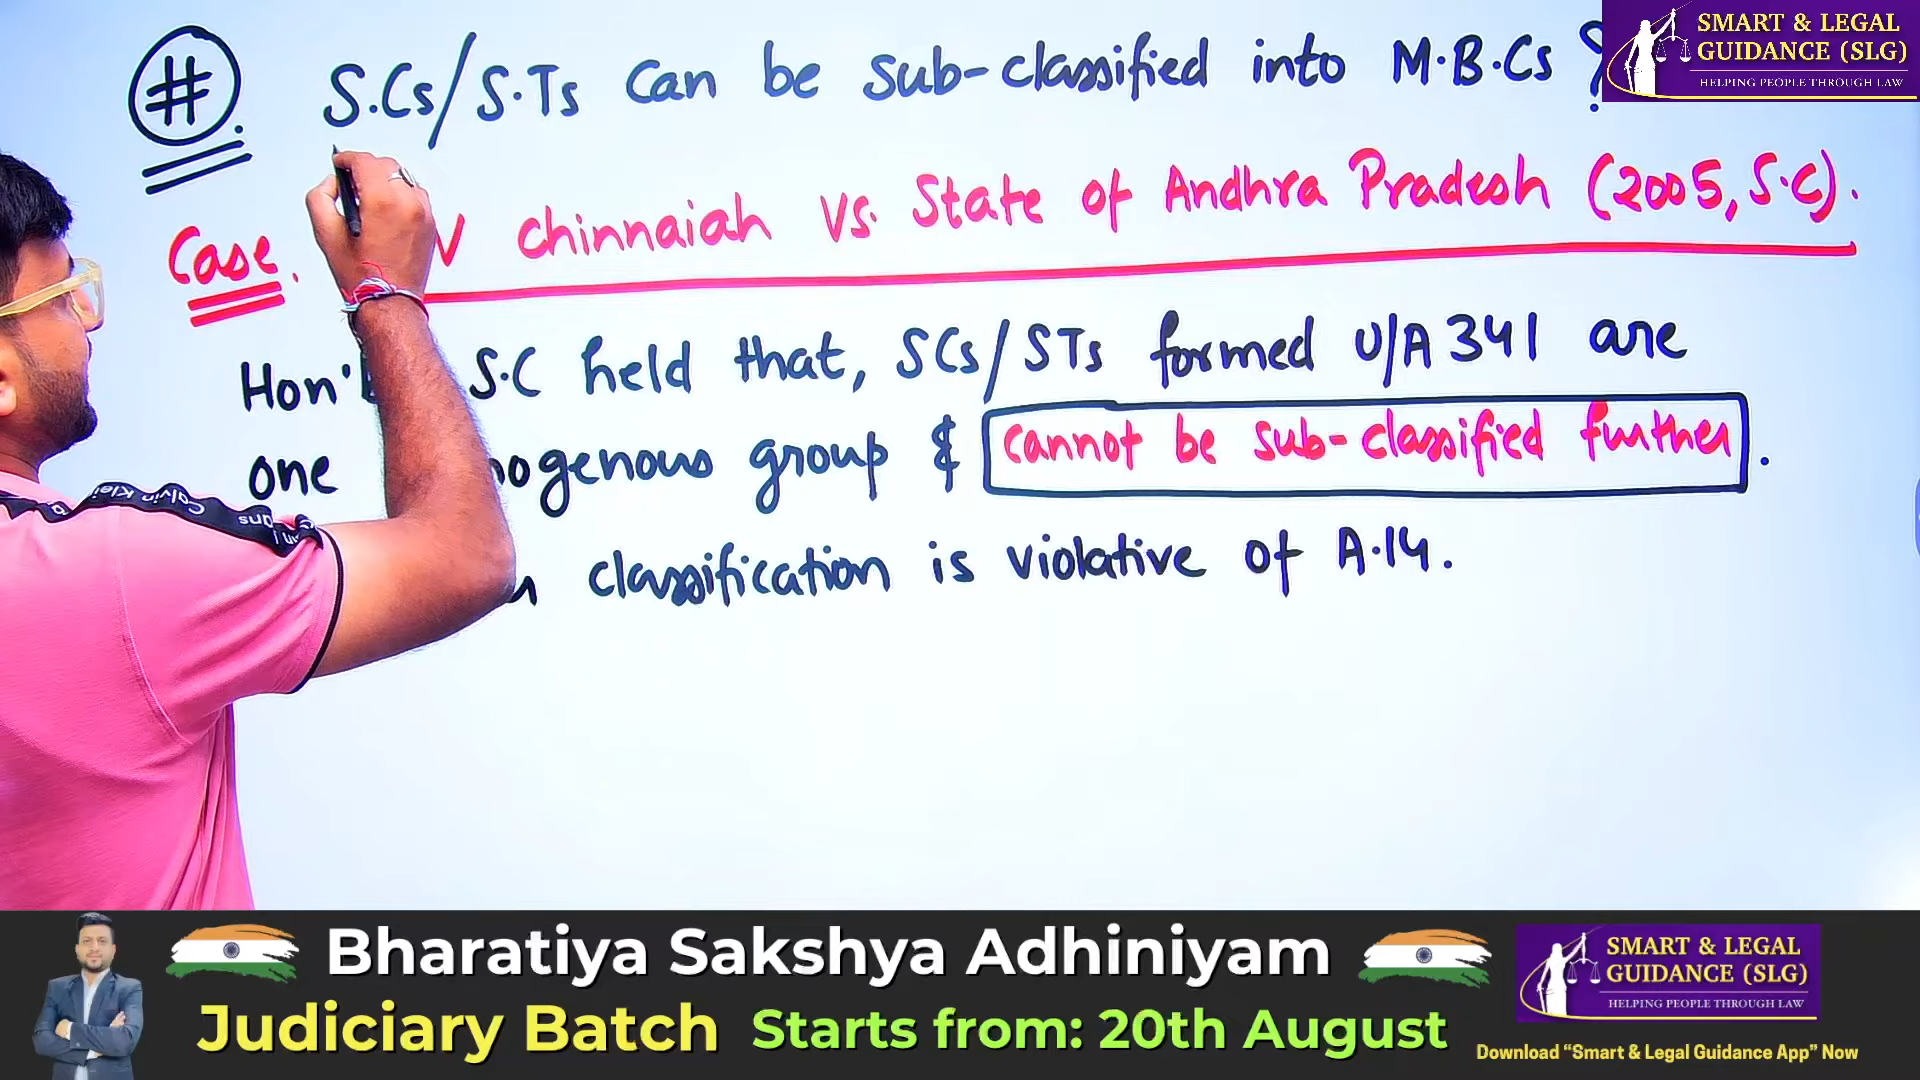 # S.Cs/S.Ts can be sub-classified into M.B.Cs ?
SMART & LEGAL
GUIDANCE (SLG)
HELPING PEOPLE THROUGH LAW
Case. V Chinnaiah Vs. State of Andhra Pradesh (2005, S.C).
S.C held that, SCs/STs formed U/A 341 are
one group & cannot be sub-classified further.
classification is violative of A.14.
Calvin Klein
Bharatiya Sakshya Adhiniyam
Judiciary Batch Starts from: 20th August
SMART & LEGAL
GUIDANCE (SLG)
HELPING PEOPLE THROUGH LAW
Download “Smart & Legal Guidance App” Now